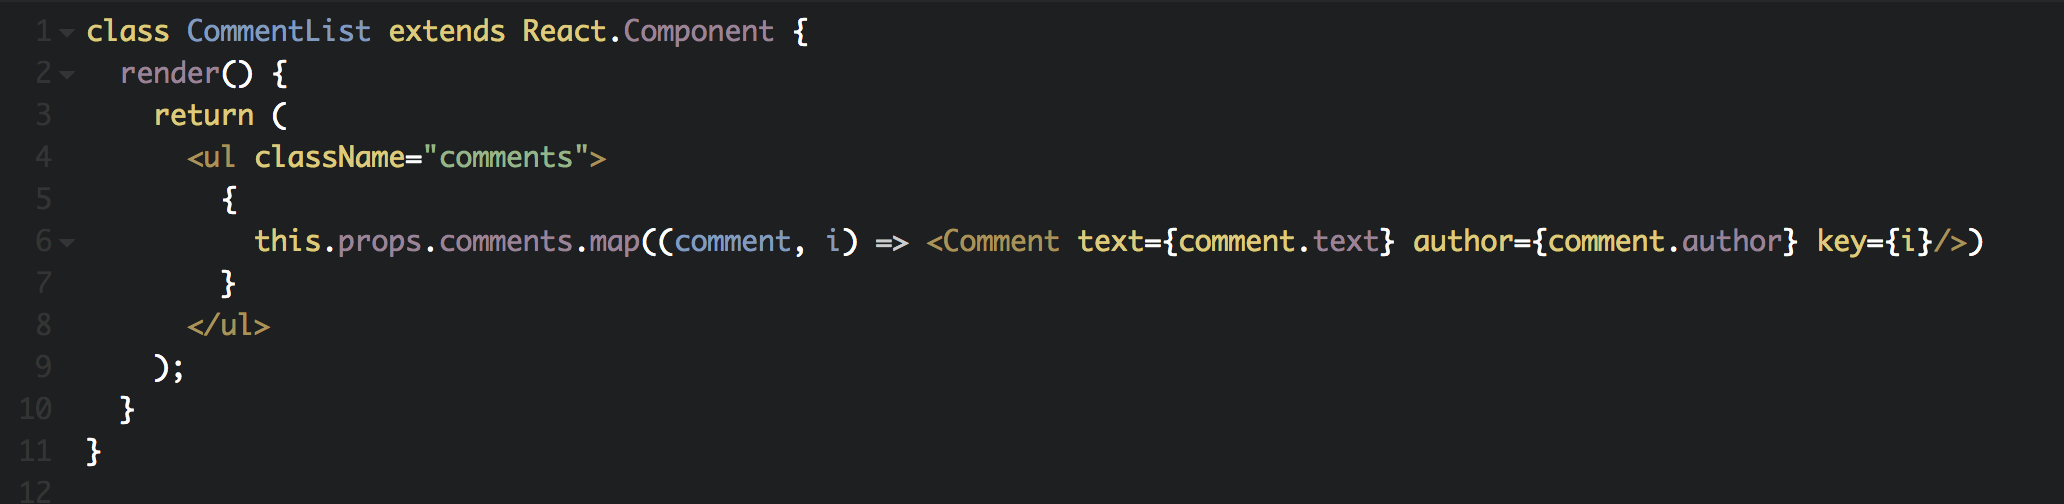 1 class CommentList extends React.Component {
2 render() {
3 return (
4 <ul className="comments">
5 {
6 this.props.comments.map((comment, i) => <Comment text={comment.text} author={comment.author} key={i}/>)
7 }
8 </ul>
9 );
10 }
11 }
12